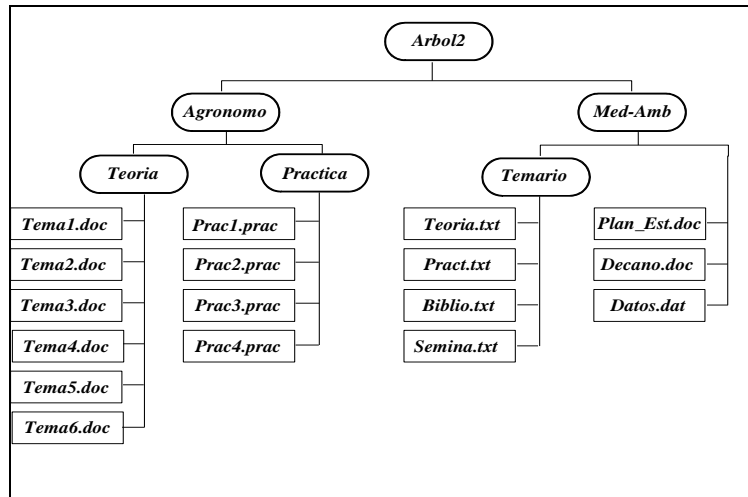 Arbol2
Agronomo
Med-Amb
Teoria
Practica
Temario
Tema1.doc
Tema2.doc
Tema3.doc
Tema4.doc
Tema5.doc
Tema6.doc
Prac1.prac
Prac2.prac
Prac3.prac
Prac4.prac
Teoria.txt
Pract.txt
Biblio.txt
Semina.txt
Plan_Est.doc
Decano.doc
Datos.dat